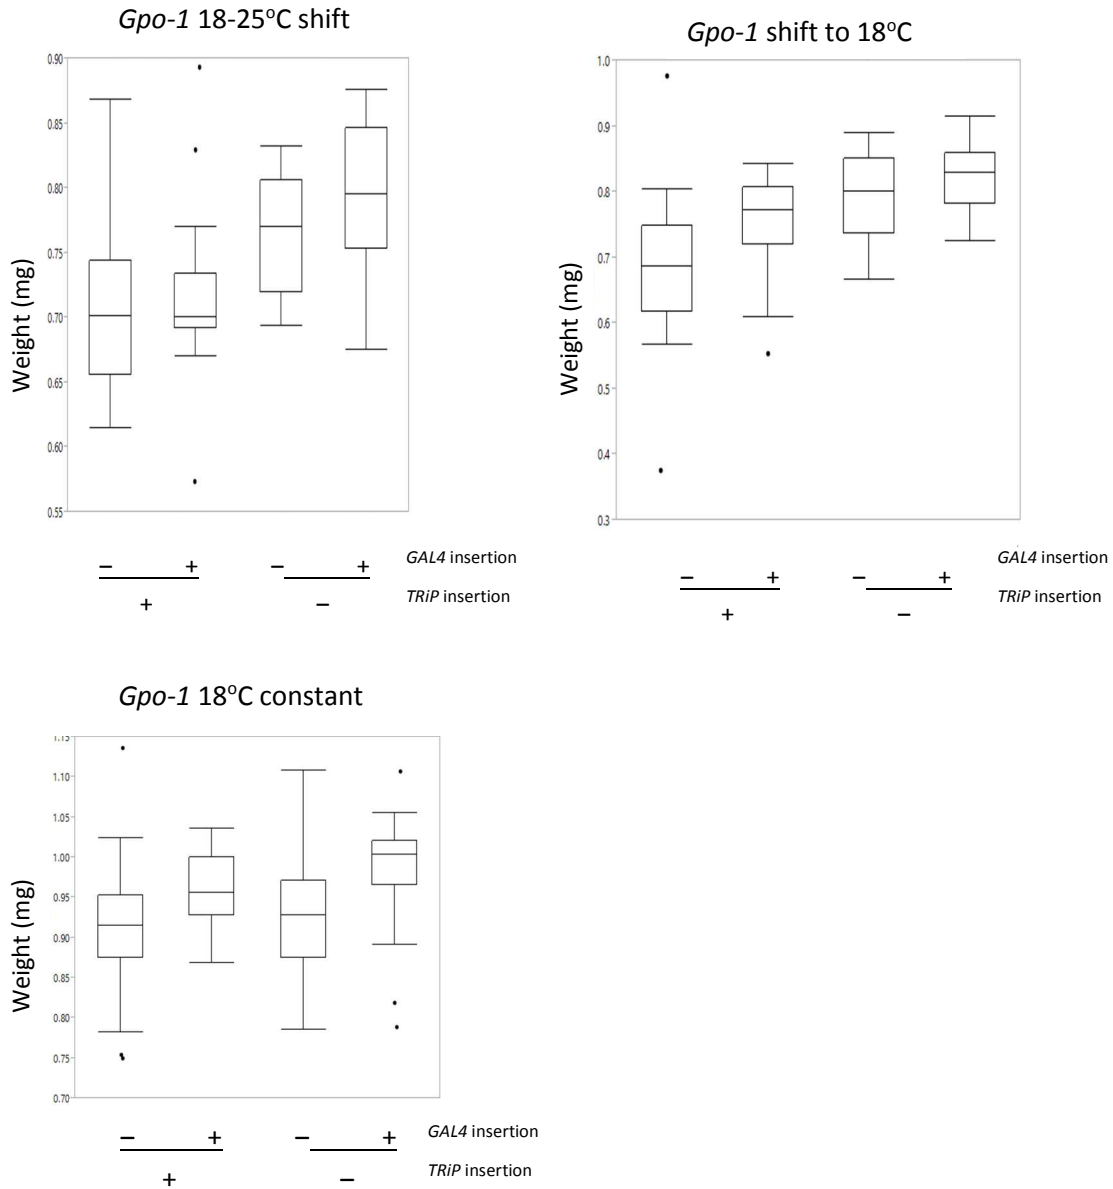 Gpo-1 18-25°C shift
0.90
0.85
0.80
0.75
0.70
0.65
0.60
0.55
Weight (mg)
− + − + GAL4 insertion
+ − TRiP insertion
Gpo-1 shift to 18°C
1.0
0.9
0.8
0.7
0.6
0.5
0.4
0.3
Weight (mg)
− + − + GAL4 insertion
+ − TRiP insertion
Gpo-1 18°C constant
1.15
1.10
1.05
1.00
0.95
0.90
0.85
0.80
0.75
0.70
Weight (mg)
− + − + GAL4 insertion
+ − TRiP insertion